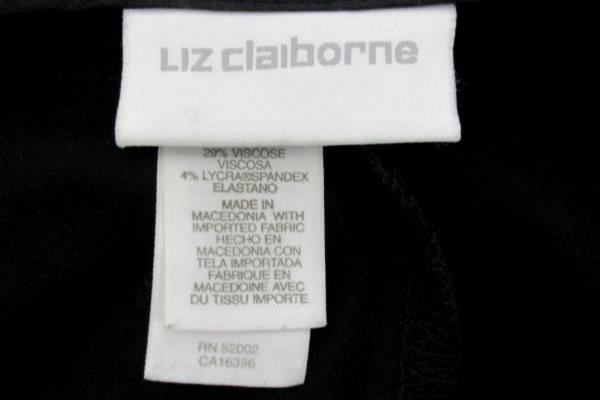 LIZ claiborne
29% VISCOSE
VISCOSA
4% LYCRA®SPANDEX
ELASTANO
MADE IN
MACEDONIA WITH
IMPORTED FABRIC
HECHO EN
MACEDONIA CON
TELA IMPORTADA
FABRIQUE EN
MACEDOINE AVEC
DU TISSU IMPORTE
RN 52002
CA16396